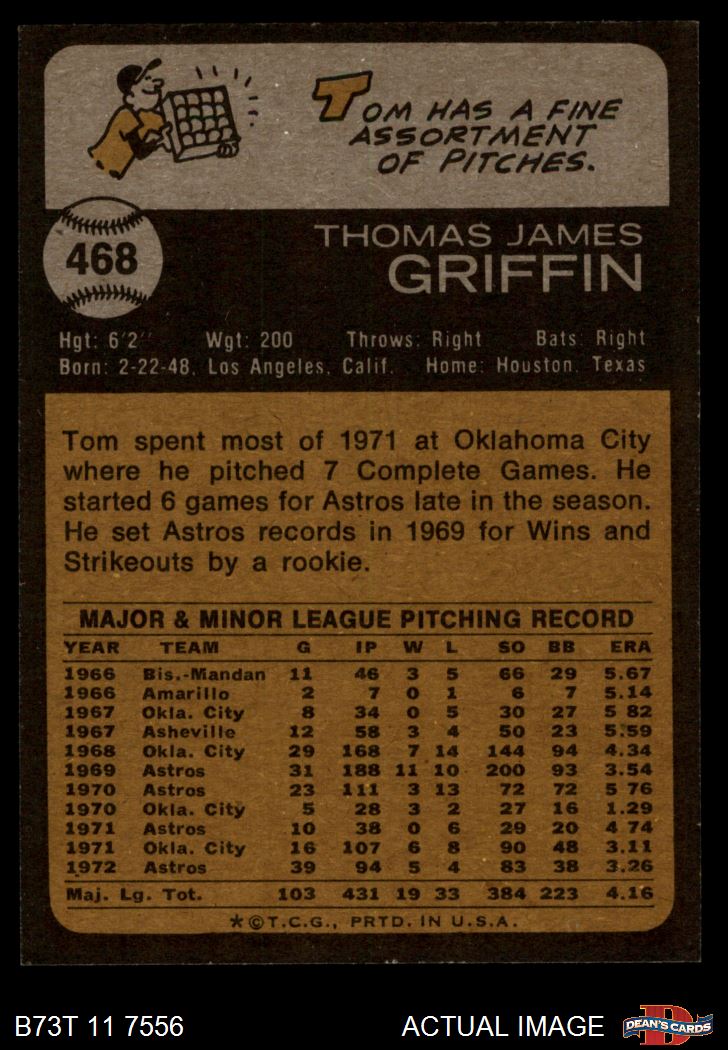 TOM HAS A FINE
ASSORTMENT
OF PITCHES.
468
THOMAS JAMES
GRIFFIN
Hgt: 6'2" Wgt: 200 Throws: Right Bats: Right
Born: 2-22-48, Los Angeles, Calif. Home: Houston, Texas
Tom spent most of 1971 at Oklahoma City
where he pitched 7 Complete Games. He
started 6 games for Astros late in the season.
He set Astros records in 1969 for Wins and
Strikeouts by a rookie.
MAJOR & MINOR LEAGUE PITCHING RECORD
YEAR TEAM G IP W L SO BB ERA
1966 Bis.-Mandan 11 46 3 5 66 29 5.67
1966 Amarillo 2 7 0 1 6 7 5.14
1967 Okla. City 8 34 0 5 30 27 5 82
1967 Asheville 12 58 3 4 50 23 5.59
1968 Okla. City 29 168 7 14 144 94 4.34
1969 Astros 31 188 11 10 200 93 3.54
1970 Astros 23 111 3 13 72 72 5 76
1970 Okla. City 5 28 3 2 27 16 1.29
1971 Astros 10 38 0 6 29 20 4 74
1971 Okla. City 16 107 6 8 90 48 3.11
1972 Astros 39 94 5 4 83 38 3.26
Maj. Lg. Tot. 103 431 19 33 384 223 4.16
*©T.C.G., PRTD. IN U.S.A.
B73T 11 7556 ACTUAL IMAGE D DEAN'S CARDS